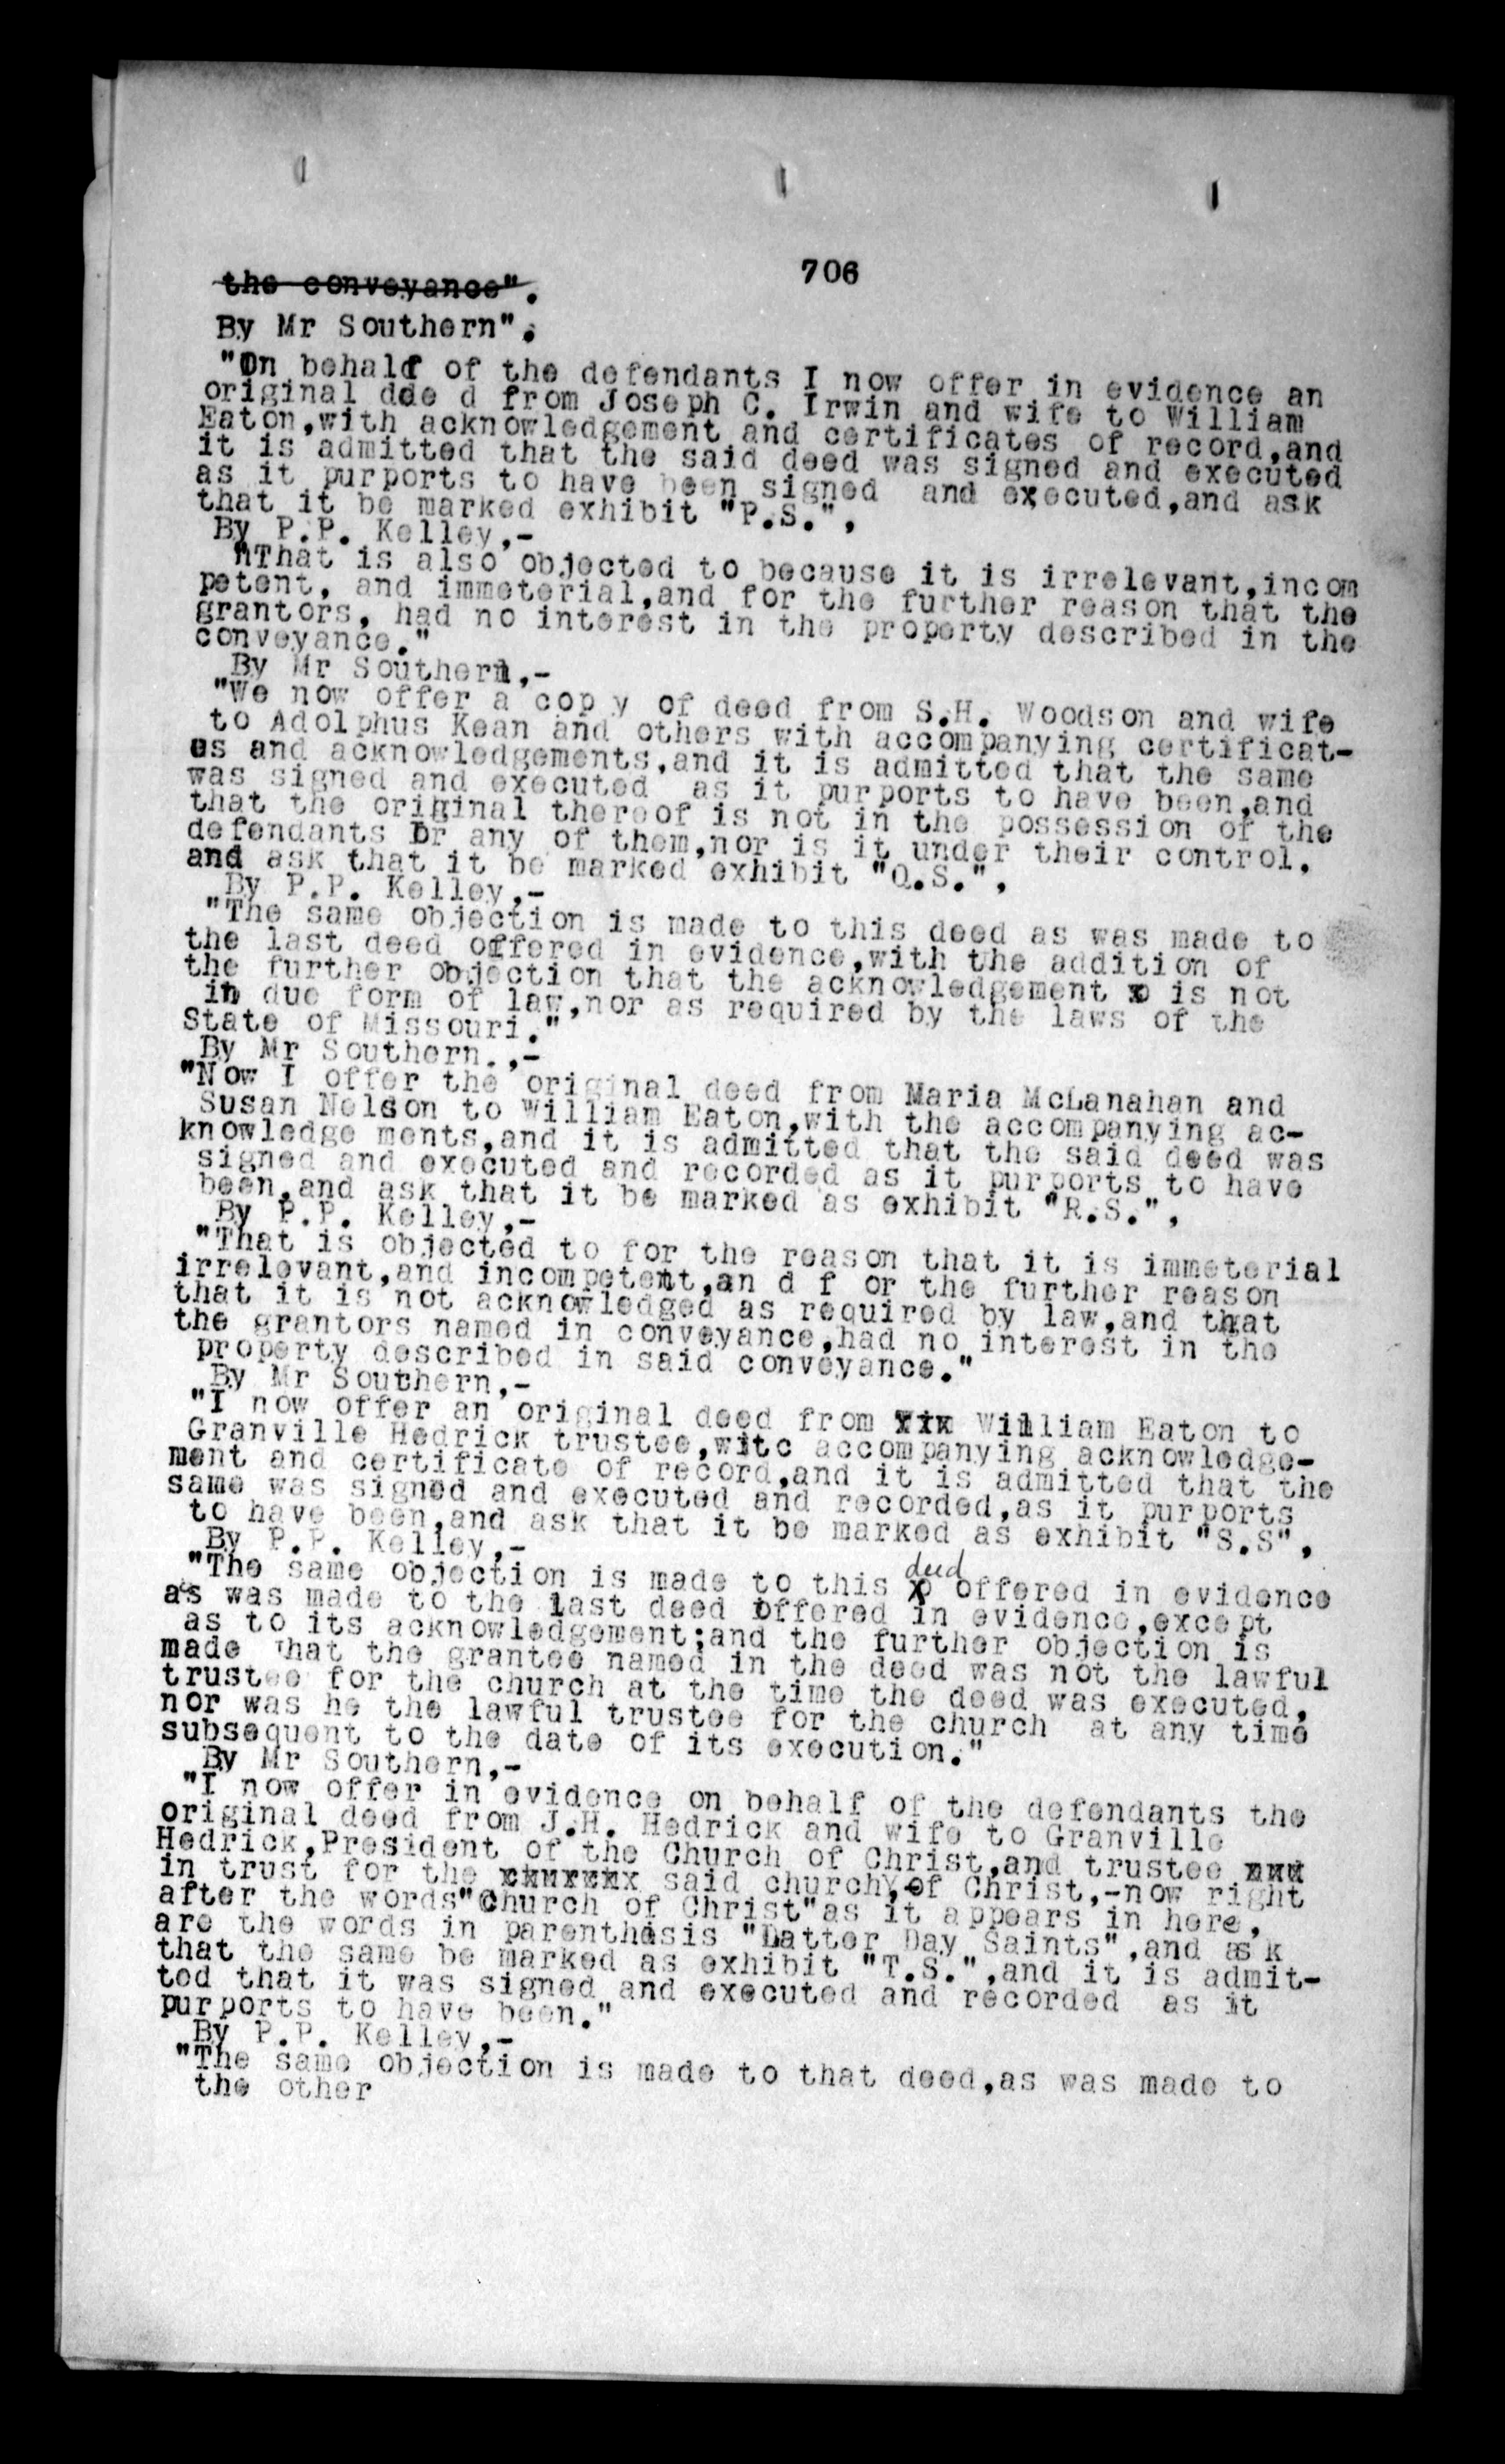 706
the conveyance".
By Mr Southern".
"On behalf of the defendants I now offer in evidence an
original dde d from Joseph C. Irwin and wife to William
Eaton,with acknowledgement and certificates of record,and
it is admitted that the said deed was signed and executed
as it purports to have been signed and executed,and ask
that it be marked exhibit "P.S.",
By P.P. Kelley,-
"That is also objected to because it is irrelevant,incom
petent, and immeterial,and for the further reason that the
grantors, had no interest in the property described in the
conveyance."
By Mr Southern,-
"We now offer a cop y of deed from S.H. Woodson and wife
to Adolphus Kean and others with accompanying certificat-
es and acknowledgements,and it is admitted that the same
was signed and executed as it purports to have been,and
that the original thereof is not in the possession of the
defendants or any of them,nor is it under their control,
and ask that it be marked exhibit "Q.S.",
By P.P. Kelley,-
"The same objection is made to this deed as was made to
the last deed offered in evidence,with the addition of
the further objection that the acknowledgement is not
in due form of law,nor as required by the laws of the
State of Missouri."
By Mr Southern.,-
"Now I offer the original deed from Maria McLanahan and
Susan Nelson to William Eaton,with the accompanying ac-
knowledge ments,and it is admitted that the said deed was
signed and executed and recorded as it purports to have
been,and ask that it be marked as exhibit "R.S.",
By P.P. Kelley,-
"That is objected to for the reason that it is immeterial
irrelevant,and incompetent,an d f or the further reason
that it is not acknowledged as required by law,and that
the grantors named in conveyance,had no interest in the
property described in said conveyance."
By Mr Southern,-
"I now offer an original deed from William Eaton to
Granville Hedrick trustee,witc accompanying acknowledge-
ment and certificate of record,and it is admitted that the
same was signed and executed and recorded,as it purports
to have been,and ask that it be marked as exhibit "S.S",
By P.P. Kelley,-
"The same objection is made to this deed offered in evidence
as was made to the last deed offered in evidence,except
as to its acknowledgement;and the further objection is
made That the grantee named in the deed was not the lawful
trustee for the church at the time the deed was executed,
nor was he the lawful trustee for the church at any time
subsequent to the date of its execution."
By Mr Southern,-
"I now offer in evidence on behalf of the defendants the
original deed from J.H. Hedrick and wife to Granville
Hedrick,President of the Church of Christ,and trustee
in trust for the said church,of Christ,-now right
after the words"Church of Christ"as it appears in here,
are the words in parenthisis "Latter Day Saints",and ask
that the same be marked as exhibit "T.S.",and it is admit-
ted that it was signed and executed and recorded as it
purports to have been."
By P.P. Kelley,-
"The same objection is made to that deed,as was made to
the other